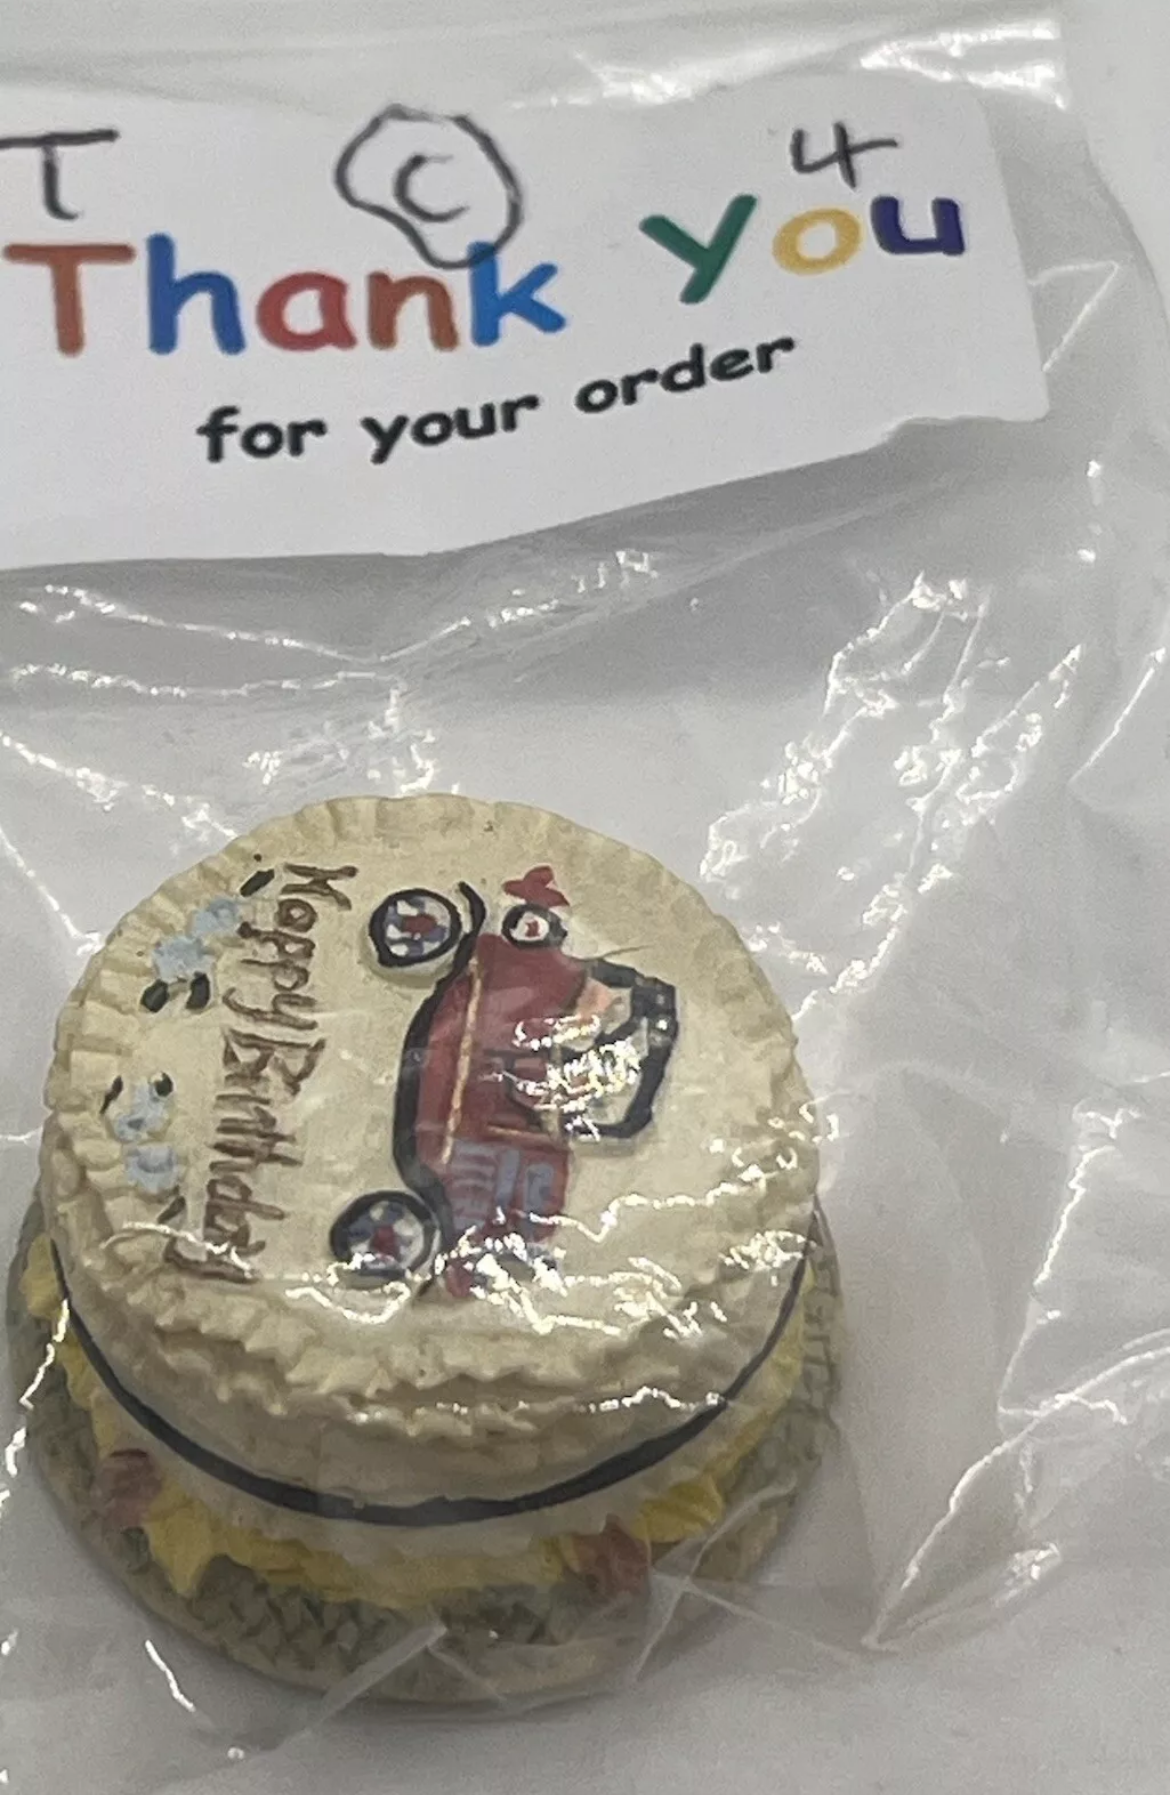 T C 4
Thank you
for your order
Happy Birthday